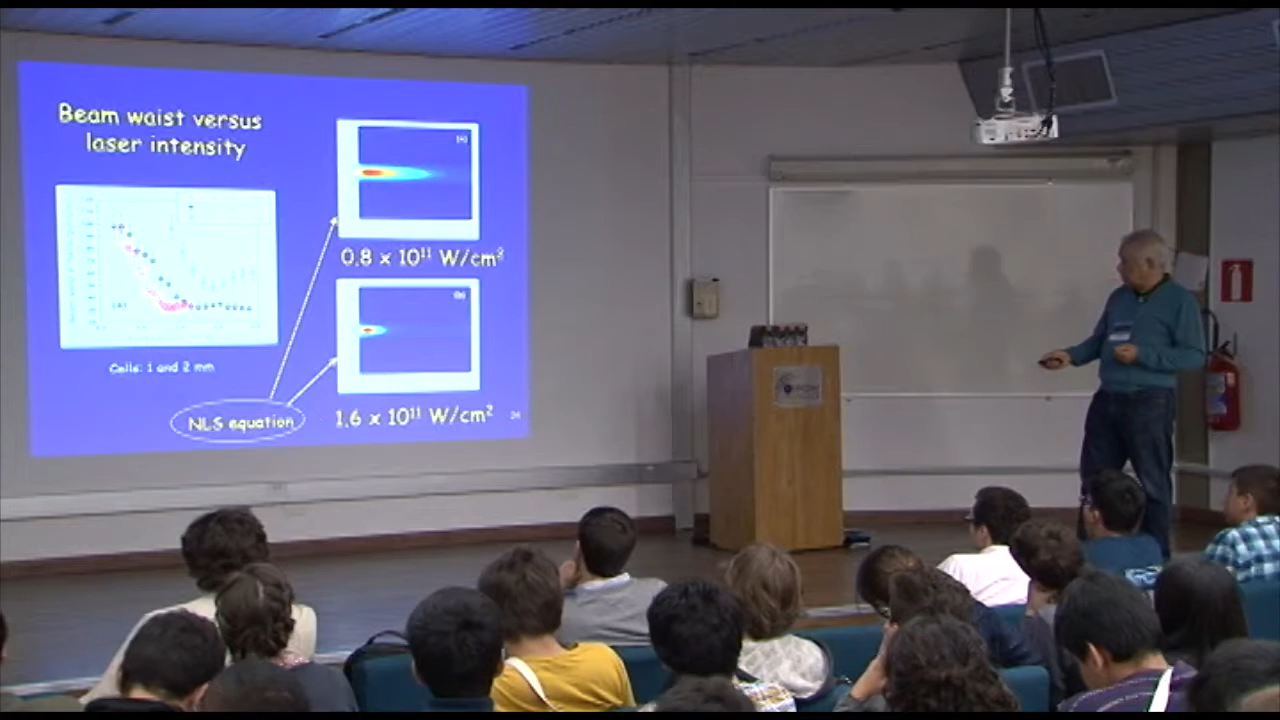 Beam waist versus
laser intensity
(a)
0.8 x 10¹¹ W/cm²
(b)
Cells: 1 and 2 mm
NLS equation
1.6 x 10¹¹ W/cm²